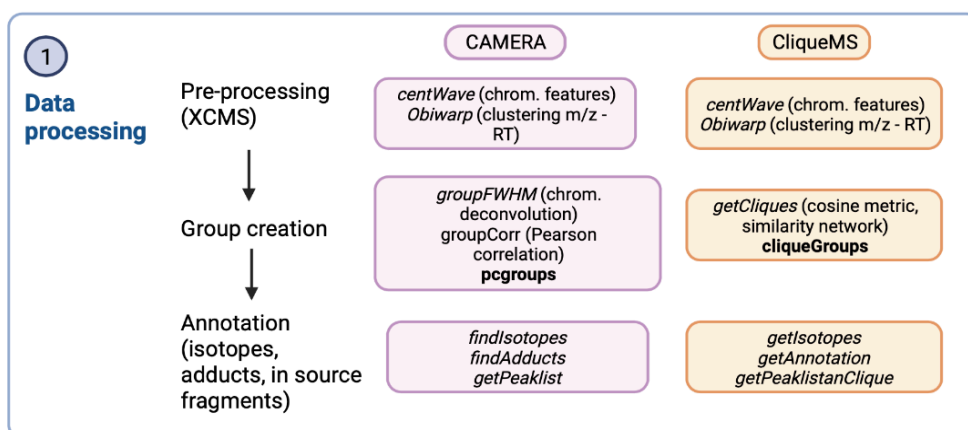 1
Data
processing
CAMERA
CliqueMS
Pre-processing
(XCMS)
centWave (chrom. features)
Obiwarp (clustering m/z -
RT)
centWave (chrom. features)
Obiwarp (clustering m/z - RT)
Group creation
groupFWHM (chrom.
deconvolution)
groupCorr (Pearson
correlation)
pcgroups
getCliques (cosine metric,
similarity network)
cliqueGroups
Annotation
(isotopes,
adducts, in source
fragments)
findIsotopes
findAdducts
getPeaklist
getIsotopes
getAnnotation
getPeaklistanClique